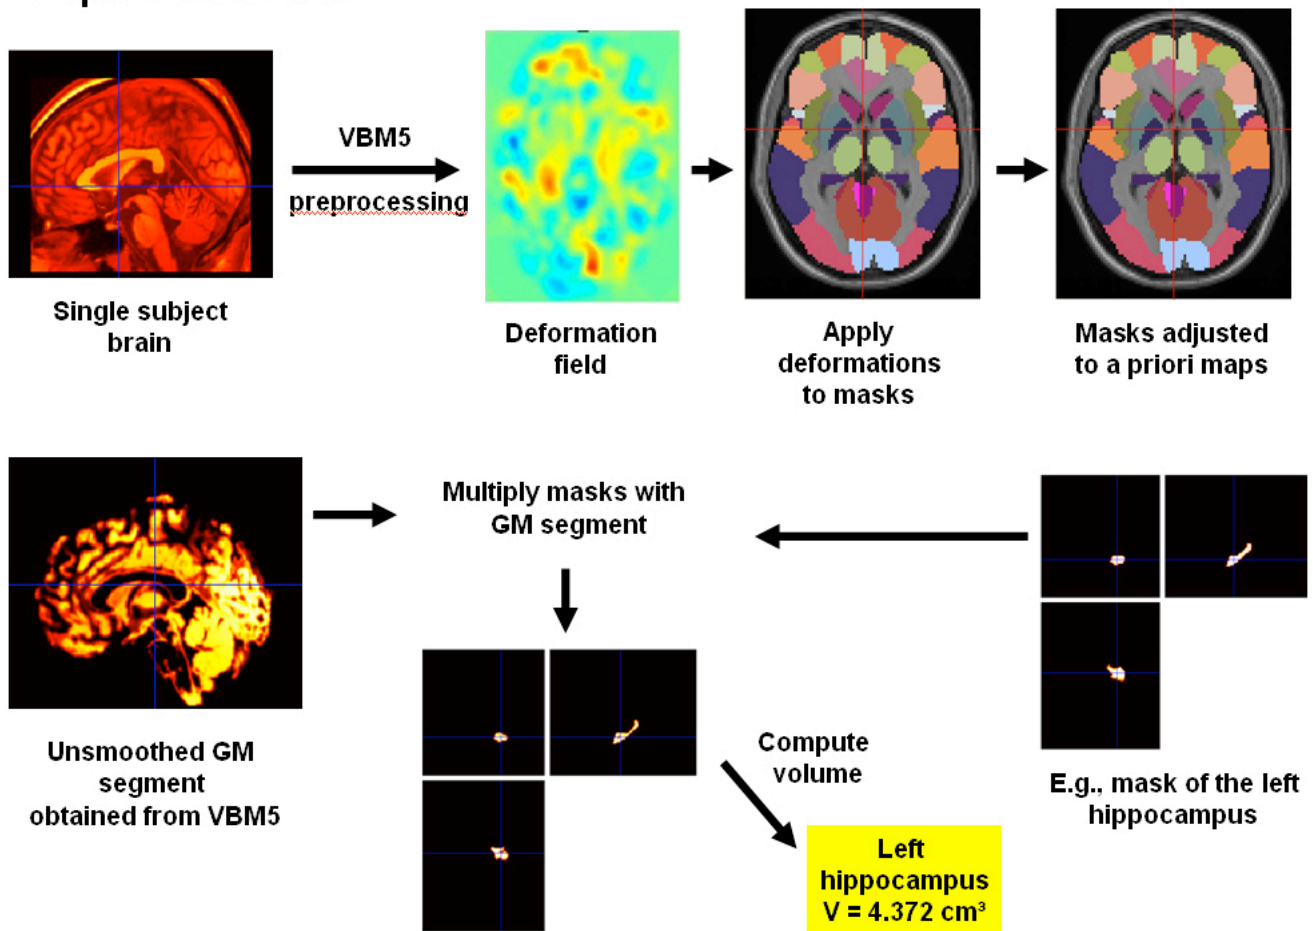 VBM5
preprocessing
Single subject
brain
Deformation
field
Apply
deformations
to masks
Masks adjusted
to a priori maps
Multiply masks with
GM segment
Unsmoothed GM
segment
obtained from VBM5
Compute
volume
E.g., mask of the left
hippocampus
Left
hippocampus
V = 4.372 cm³